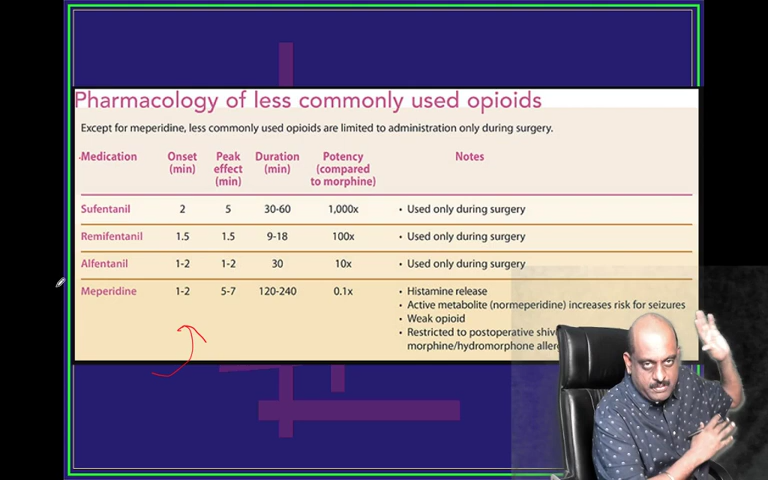 Pharmacology of less commonly used opioids
Except for meperidine, less commonly used opioids are limited to administration only during surgery.
Medication Onset (min) Peak effect (min) Duration (min) Potency (compared to morphine) Notes
Sufentanil 2 5 30-60 1,000x • Used only during surgery
Remifentanil 1.5 1.5 9-18 100x • Used only during surgery
Alfentanil 1-2 1-2 30 10x • Used only during surgery
Meperidine 1-2 5-7 120-240 0.1x • Histamine release
• Active metabolite (normeperidine) increases risk for seizures
• Weak opioid
• Restricted to postoperative
morphine/hydromorphone